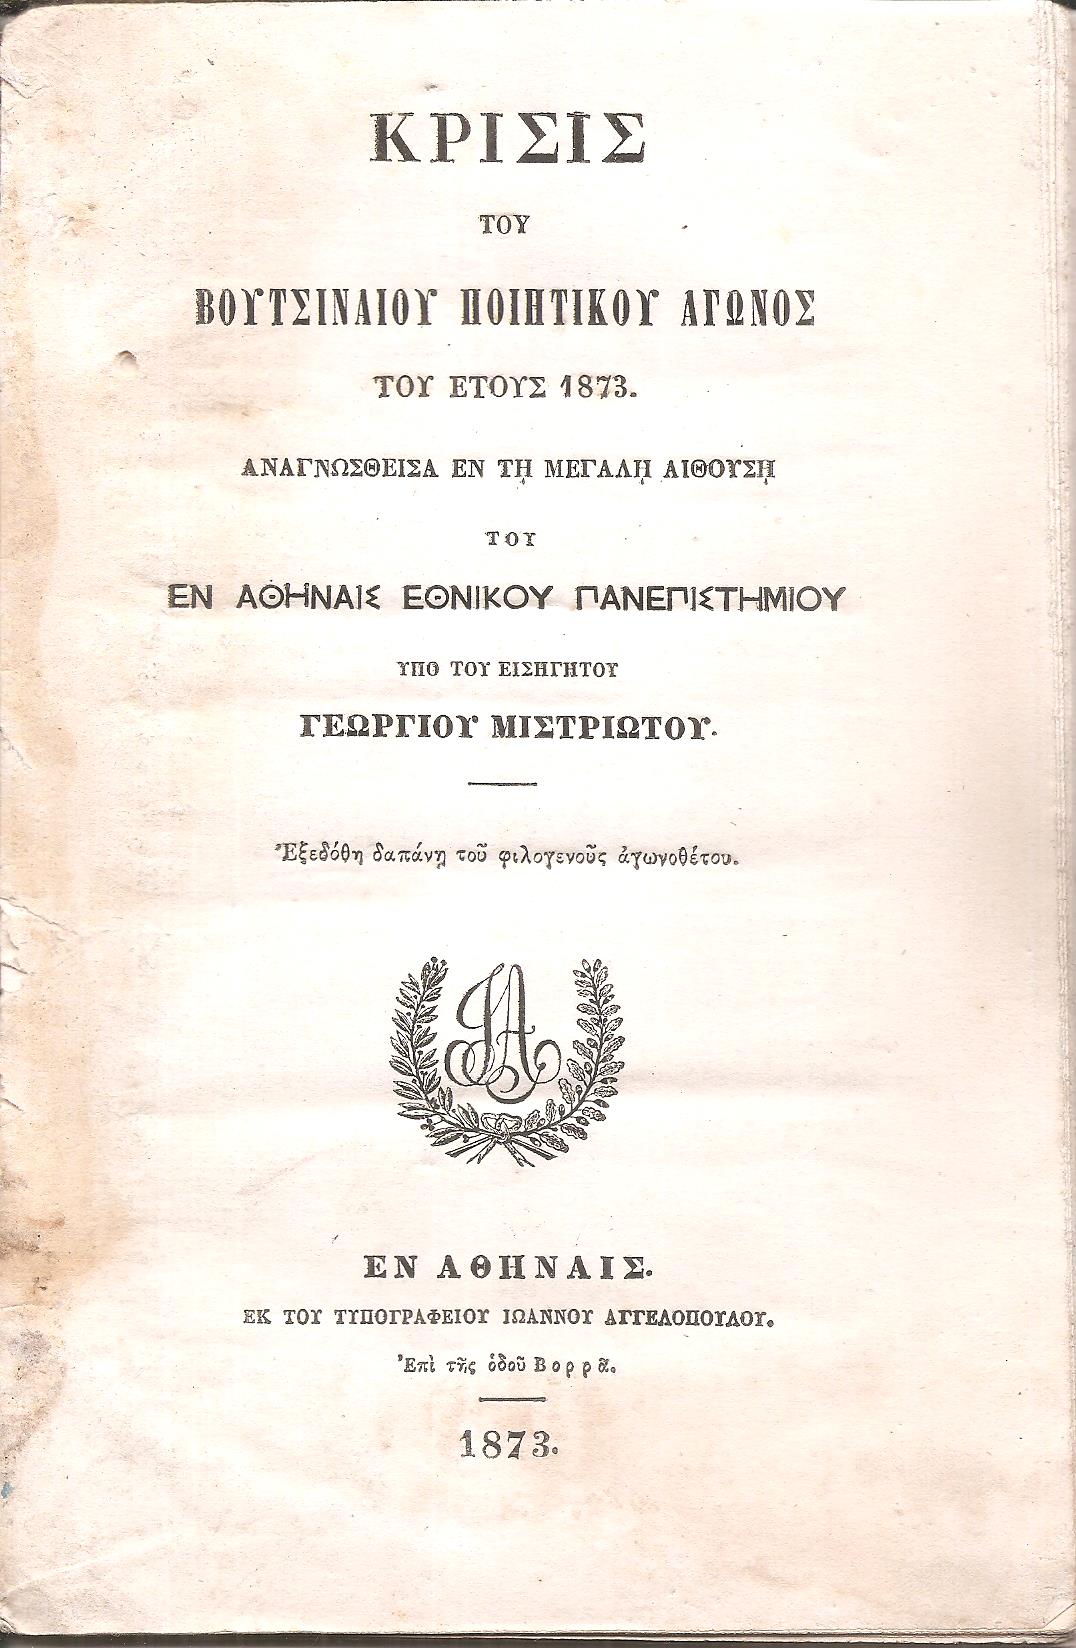 ΚΡΙΣΙΣ
ΤΟΥ
ΒΟΥΤΣΙΝΑΙΟΥ ΠΟΙΗΤΙΚΟΥ ΑΓΩΝΟΣ
ΤΟΥ ΕΤΟΥΣ 1873.
ΑΝΑΓΝΩΣΘΕΙΣΑ ΕΝ Τῌ ΜΕΓΑΛῌ ΑΙΘΟΥΣῌ
ΤΟΥ
ΕΝ ΑΘΗΝΑΙΣ ΕΘΝΙΚΟΥ ΠΑΝΕΠΙΣΤΗΜΙΟΥ
ΥΠΟ ΤΟΥ ΕΙΣΗΓΗΤΟΥ
ΓΕΩΡΓΙΟΥ ΜΙΣΤΡΙΩΤΟΥ.
Ἐξεδόθη δαπάνῃ τοῦ φιλογενοῦς ἀγωνοθέτου.
ΙΑ
ΕΝ ΑΘΗΝΑΙΣ.
ΕΚ ΤΟΥ ΤΥΠΟΓΡΑΦΕΙΟΥ ΙΩΑΝΝΟΥ ΑΓΓΕΛΟΠΟΥΛΟΥ.
Ἐπὶ τῆς ὁδοῦ Βορρᾶ.
1873.